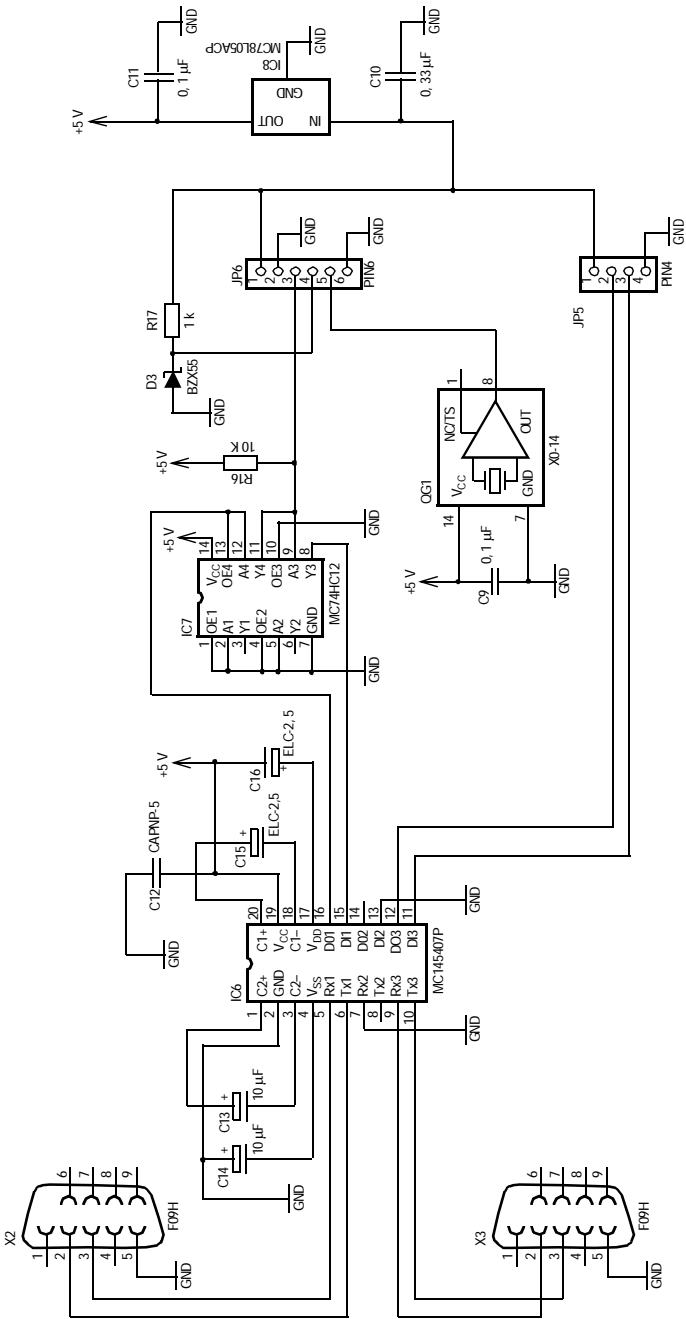 +5 V
C11
0, 1 µF
GND
MC78L05ACP
IC8
GND
GND
OUT
IN
C10
0, 33 µF
GND
R17
1 k
D3
BZX55
GND
JP6
1
2
3
4
5
6
PIN6
GND
GND
JP5
1
2
3
4
PIN4
GND
+5 V
R16
10 K
QG1
NC/TS
1
8
OUT
VCC
GND
14
7
X0-14
+5 V
C9
0, 1 µF
GND
+5 V
IC7
MC74HC12
14
13
12
11
10
9
8
VCC
OE4
A4
Y4
OE3
A3
Y3
OE1
A1
Y1
OE2
A2
Y2
GND
1
2
3
4
5
6
7
GND
GND
+5 V
C16
+
ELC-2, 5
C15
+
ELC-2,5
CAPNP-5
C12
GND
IC6
MC145407P
20
19
18
17
16
15
14
13
12
11
C1+
VCC
C1–
VDD
DO1
DI1
DO2
DI2
DO3
DI3
C2+
GND
C2–
VSS
Rx1
Tx1
Rx2
Tx2
Rx3
Tx3
1
2
3
4
5
6
7
8
9
10
GND
GND
C13
+
10 µF
C14
+
10 µF
GND
X2
F09H
6
7
8
9
1
2
3
4
5
GND
X3
F09H
6
7
8
9
1
2
3
4
5
GND